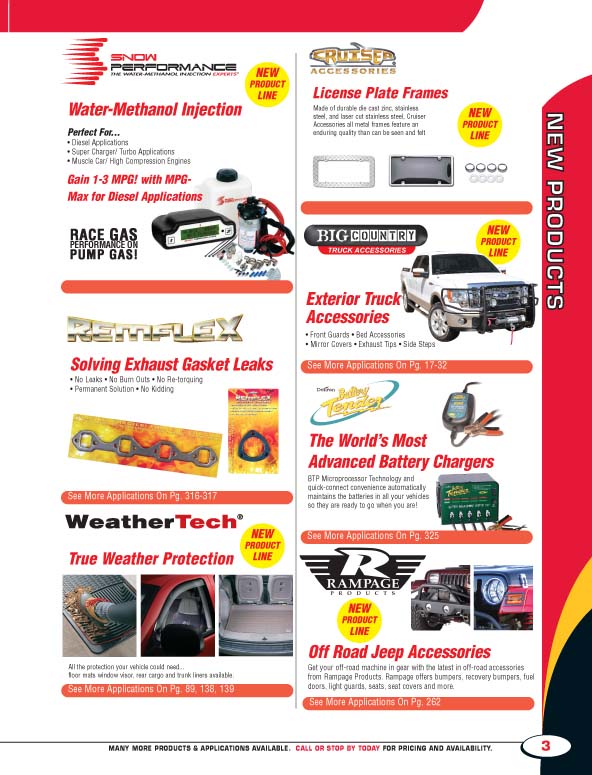 SNOW
PERFORMANCE
THE WATER-METHANOL INJECTION EXPERTS
NEW
PRODUCT
LINE
Water-Methanol Injection
Perfect For...
• Diesel Applications
• Super Charger/ Turbo Applications
• Muscle Car/ High Compression Engines
Gain 1-3 MPG! with MPG-
Max for Diesel Applications
RACE GAS
PERFORMANCE ON
PUMP GAS!
REMFLEX
Solving Exhaust Gasket Leaks
• No Leaks • No Burn Outs • No Re-torquing
• Permanent Solution • No Kidding
REMFLEX
See More Applications On Pg. 316-317
WeatherTech®
NEW
PRODUCT
LINE
True Weather Protection
All the protection your vehicle could need...
floor mats window visor, rear cargo and trunk liners available.
See More Applications On Pg. 89, 138, 139
CRUISER
ACCESSORIES
License Plate Frames
Made of durable die cast zinc, stainless
steel, and laser cut stainless steel, Cruiser
Accessories all metal frames feature an
enduring quality than can be seen and felt
NEW
PRODUCT
LINE
BIG COUNTRY
TRUCK ACCESSORIES
NEW
PRODUCT
LINE
Exterior Truck
Accessories
• Front Guards • Bed Accessories
• Mirror Covers • Exhaust Tips • Side Steps
See More Applications On Pg. 17-32
Deltran
Battery
Tender
The World's Most
Advanced Battery Chargers
BTP Microprocessor Technology and
quick-connect convenience automatically
maintains the batteries in all your vehicles
so they are ready to go when you are!
See More Applications On Pg. 325
R
RAMPAGE
PRODUCTS
NEW
PRODUCT
LINE
Off Road Jeep Accessories
Get your off-road machine in gear with the latest in off-road accessories
from Rampage Products. Rampage offers bumpers, recovery bumpers, fuel
doors, light guards, seats, seat covers and more.
See More Applications On Pg. 262
NEW PRODUCTS
MANY MORE PRODUCTS & APPLICATIONS AVAILABLE. CALL OR STOP BY TODAY FOR PRICING AND AVAILABILITY.
3